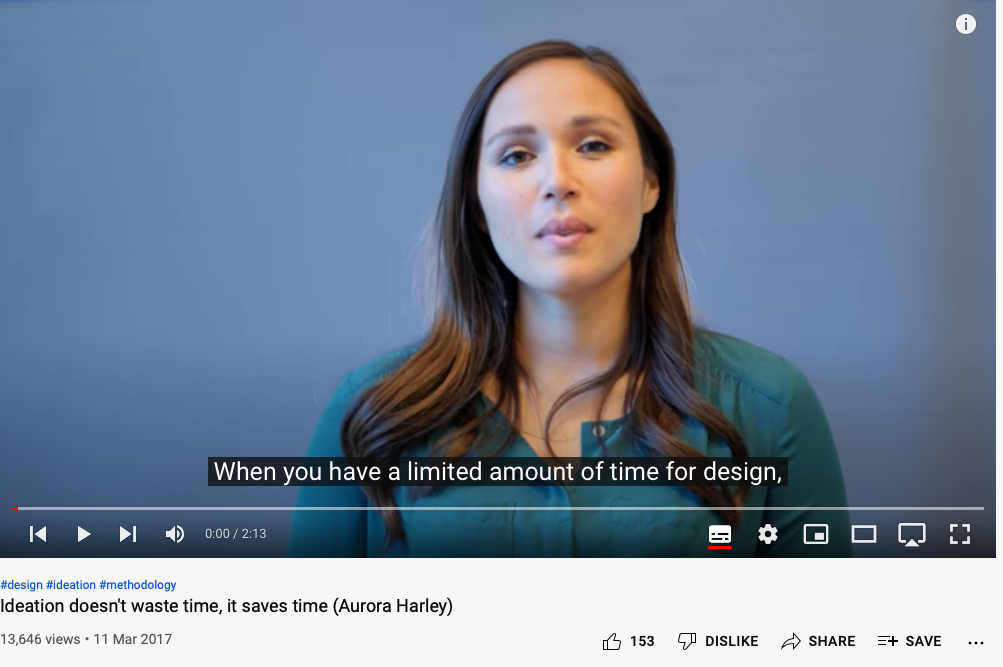 When you have a limited amount of time for design,
0:00 / 2:13
#design #ideation #methodology
Ideation doesn't waste time, it saves time (Aurora Harley)
13,646 views • 11 Mar 2017
153 DISLIKE SHARE SAVE